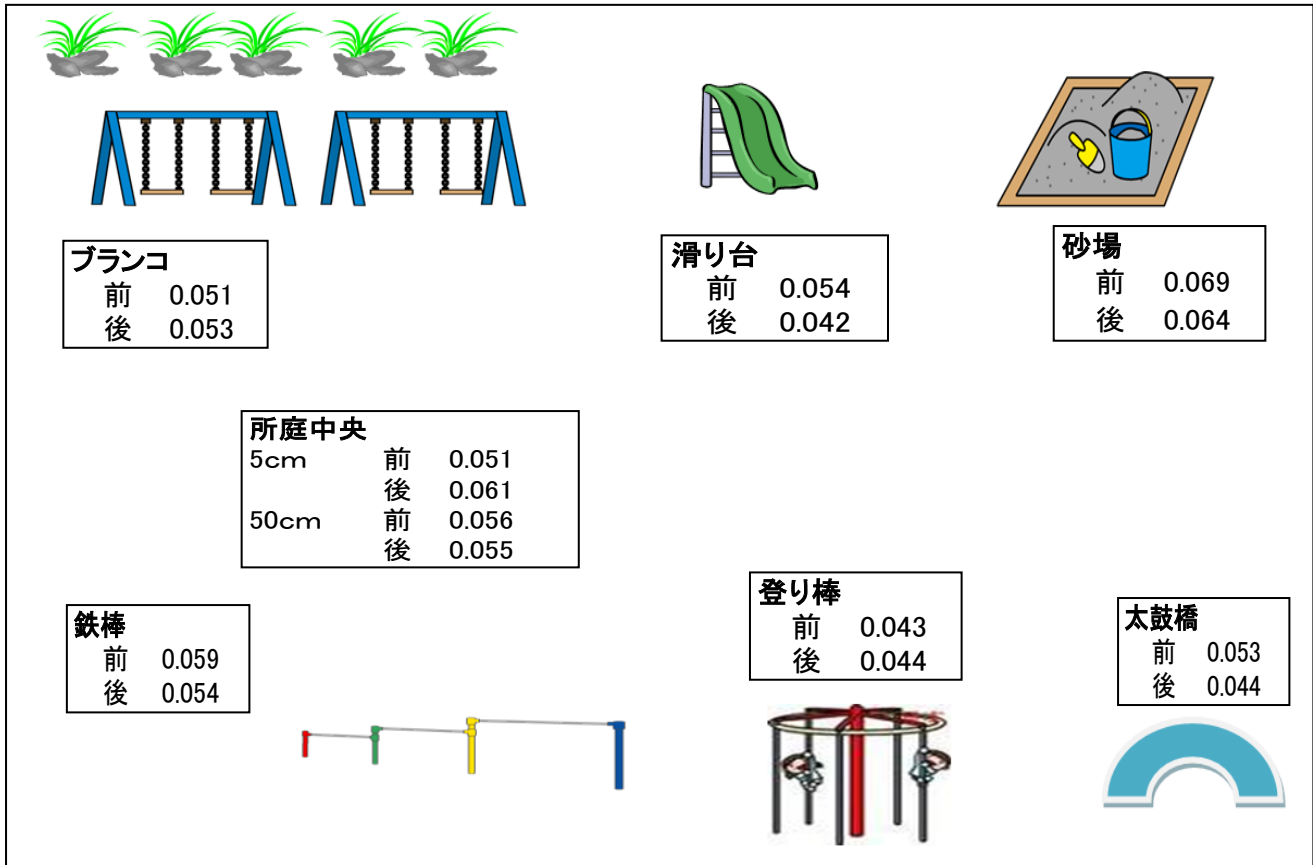 ブランコ
前 0.051
後 0.053
滑り台
前 0.054
後 0.042
砂場
前 0.069
後 0.064
所庭中央
5cm 前 0.051
後 0.061
50cm 前 0.056
後 0.055
鉄棒
前 0.059
後 0.054
登り棒
前 0.043
後 0.044
太鼓橋
前 0.053
後 0.044